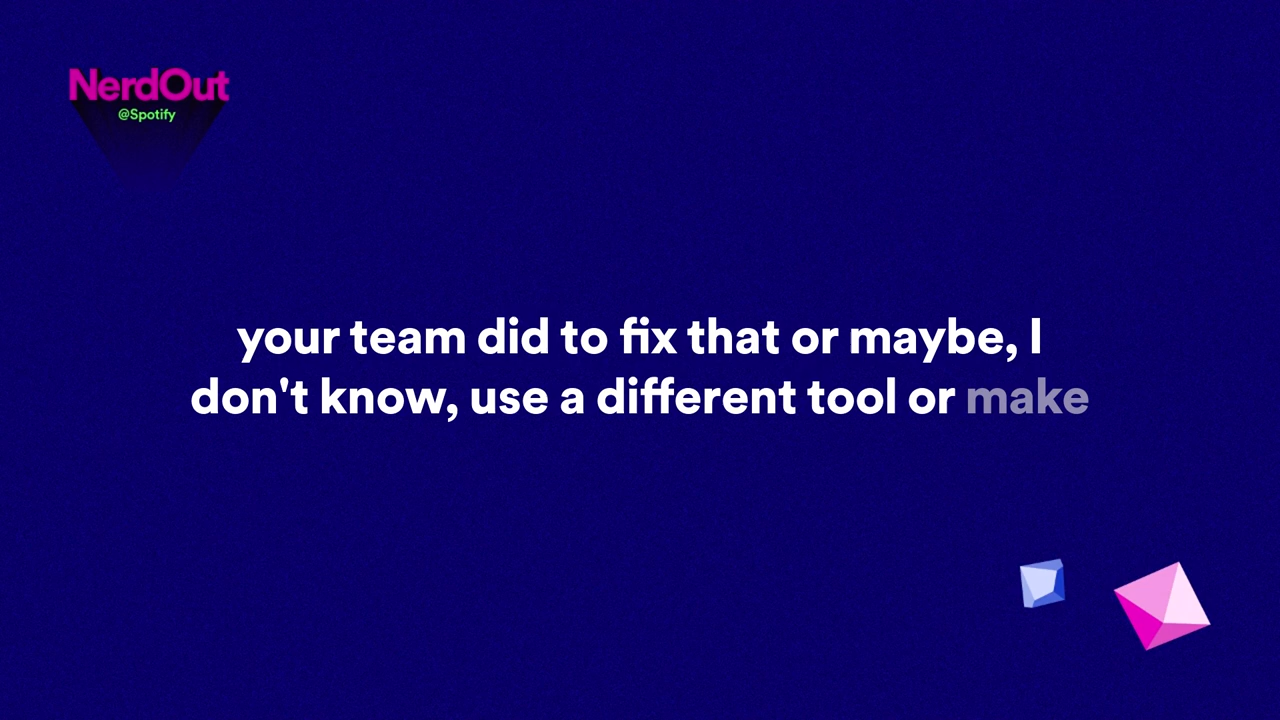 NerdOut
@Spotify
your team did to fix that or maybe, I
don't know, use a different tool or make